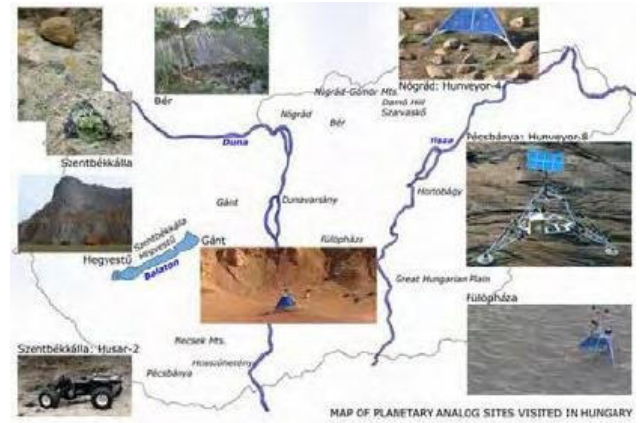 Nógrád: Hunveyor-4
Nógrád-Gömör Mts.
Damó Hill
Szarvaskő
Bér
Nógrád
Bér
Duna
Tisza
Pécsbánya: Hunveyor-8
Szentbékkálla
Hortobágy
Gánt
Dunavarsány
Szentbékkálla
Hegyestű
Gánt
Fülöpháza
Hegyestű
Balaton
Great Hungarian Plain
Fülöpháza
Mecsek Mts.
Szentbékkálla: Husar-2
Hosszúhetény
Pécsbánya
MAP OF PLANETARY ANALOG SITES VISITED IN HUNGARY